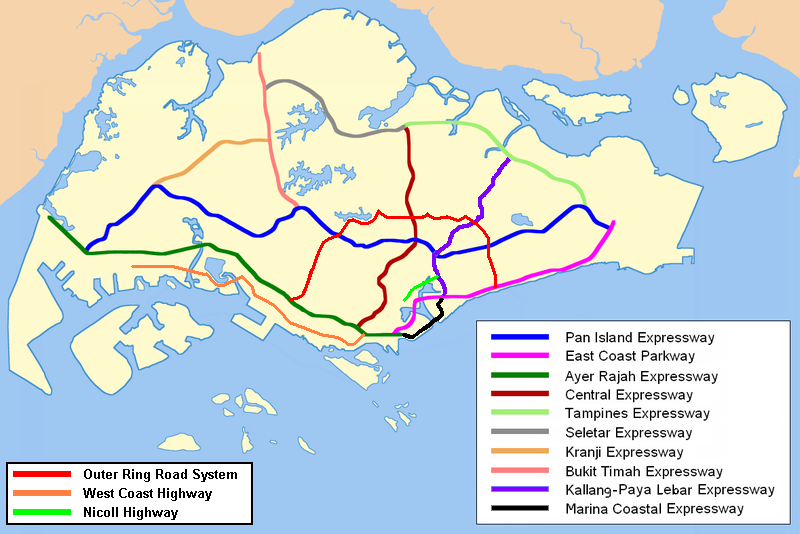 Pan Island Expressway
East Coast Parkway
Ayer Rajah Expressway
Central Expressway
Tampines Expressway
Seletar Expressway
Kranji Expressway
Bukit Timah Expressway
Kallang-Paya Lebar Expressway
Marina Coastal Expressway
Outer Ring Road System
West Coast Highway
Nicoll Highway